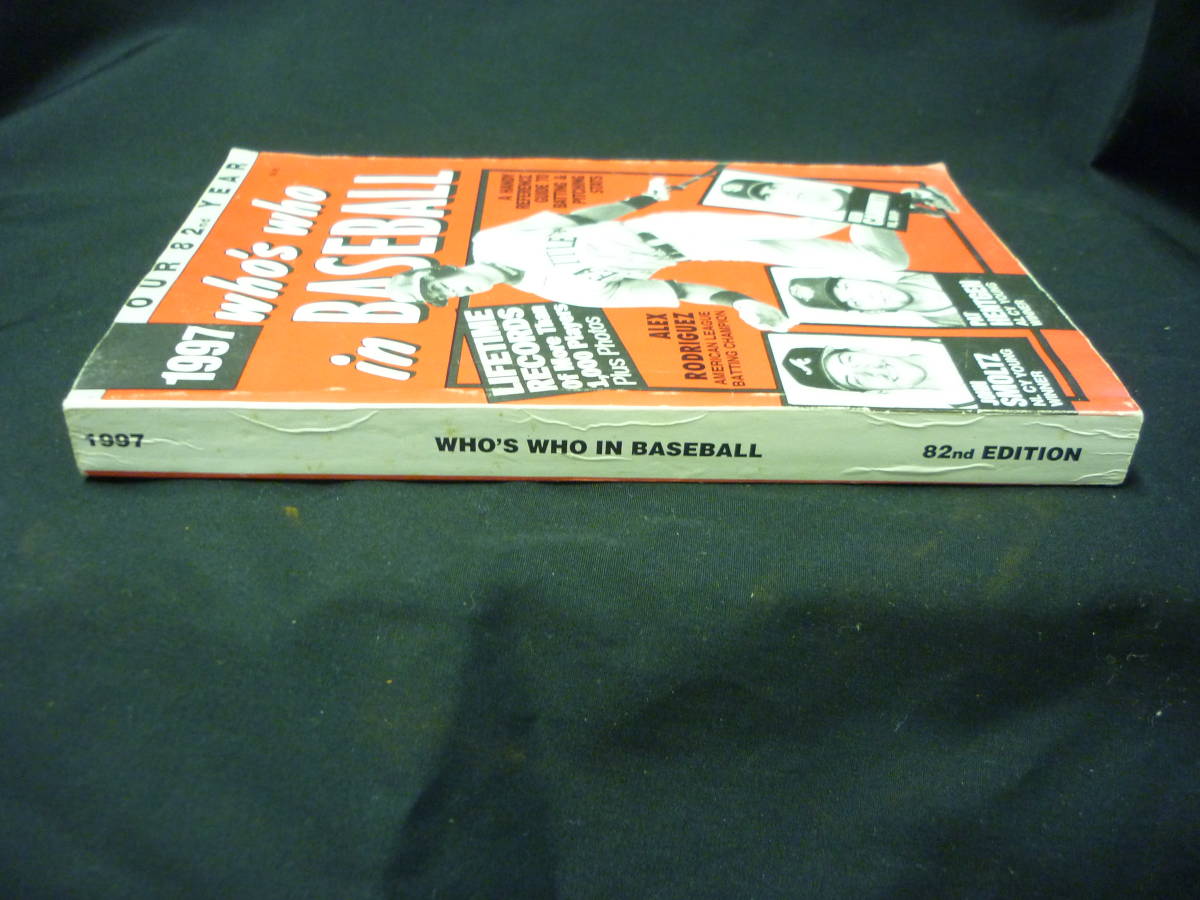 OUR 82nd YEAR
1997
who's who
in BASEBALL
A HANDY
REFERENCE
GUIDE TO
BATTING &
PITCHING
STATS
LIFETIME
RECORDS
Of More Than
Players
Plus Photos
ALEX
RODRIGUEZ
AMERICAN LEAGUE
BATTING CHAMPION
PAT
HENTGEN
AL CY YOUNG
WINNER
JOHN
SMOLTZ
NL CY YOUNG
WINNER
1997
WHO'S WHO IN BASEBALL
82nd EDITION